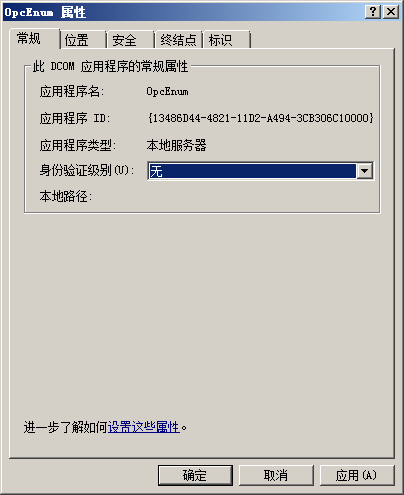 OpcEnum 属性
常规 位置 安全 终结点 标识
此 DCOM 应用程序的常规属性
应用程序名: OpcEnum
应用程序 ID: {13486D44-4821-11D2-A494-3CB306C10000}
应用程序类型: 本地服务器
身份验证级别(U): 无
本地路径:
进一步了解如何设置这些属性。
确定 取消 应用(A)